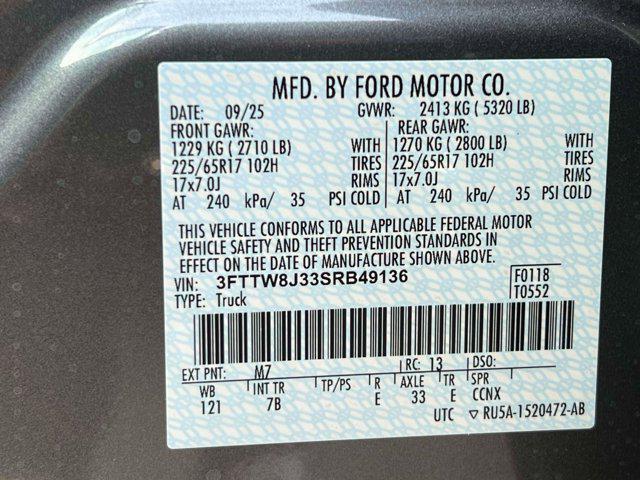 MFD. BY FORD MOTOR CO.
DATE: 09/25 GVWR: 2413 KG ( 5320 LB)
FRONT GAWR: REAR GAWR:
1229 KG ( 2710 LB) WITH 1270 KG ( 2800 LB) WITH
225/65R17 102H TIRES 225/65R17 102H TIRES
17x7.0J RIMS 17x7.0J RIMS
AT 240 kPa/ 35 PSI COLD AT 240 kPa/ 35 PSI COLD
THIS VEHICLE CONFORMS TO ALL APPLICABLE FEDERAL MOTOR
VEHICLE SAFETY AND THEFT PREVENTION STANDARDS IN
EFFECT ON THE DATE OF MANUFACTURE SHOWN ABOVE.
VIN: 3FTTW8J33SRB49136 F0118
TYPE: Truck T0552
EXT PNT: M7 RC: 13 DSO:
WB INT TR TP/PS R AXLE TR SPR
121 7B E 33 E CCNX
UTC ▽ RU5A-1520472-AB